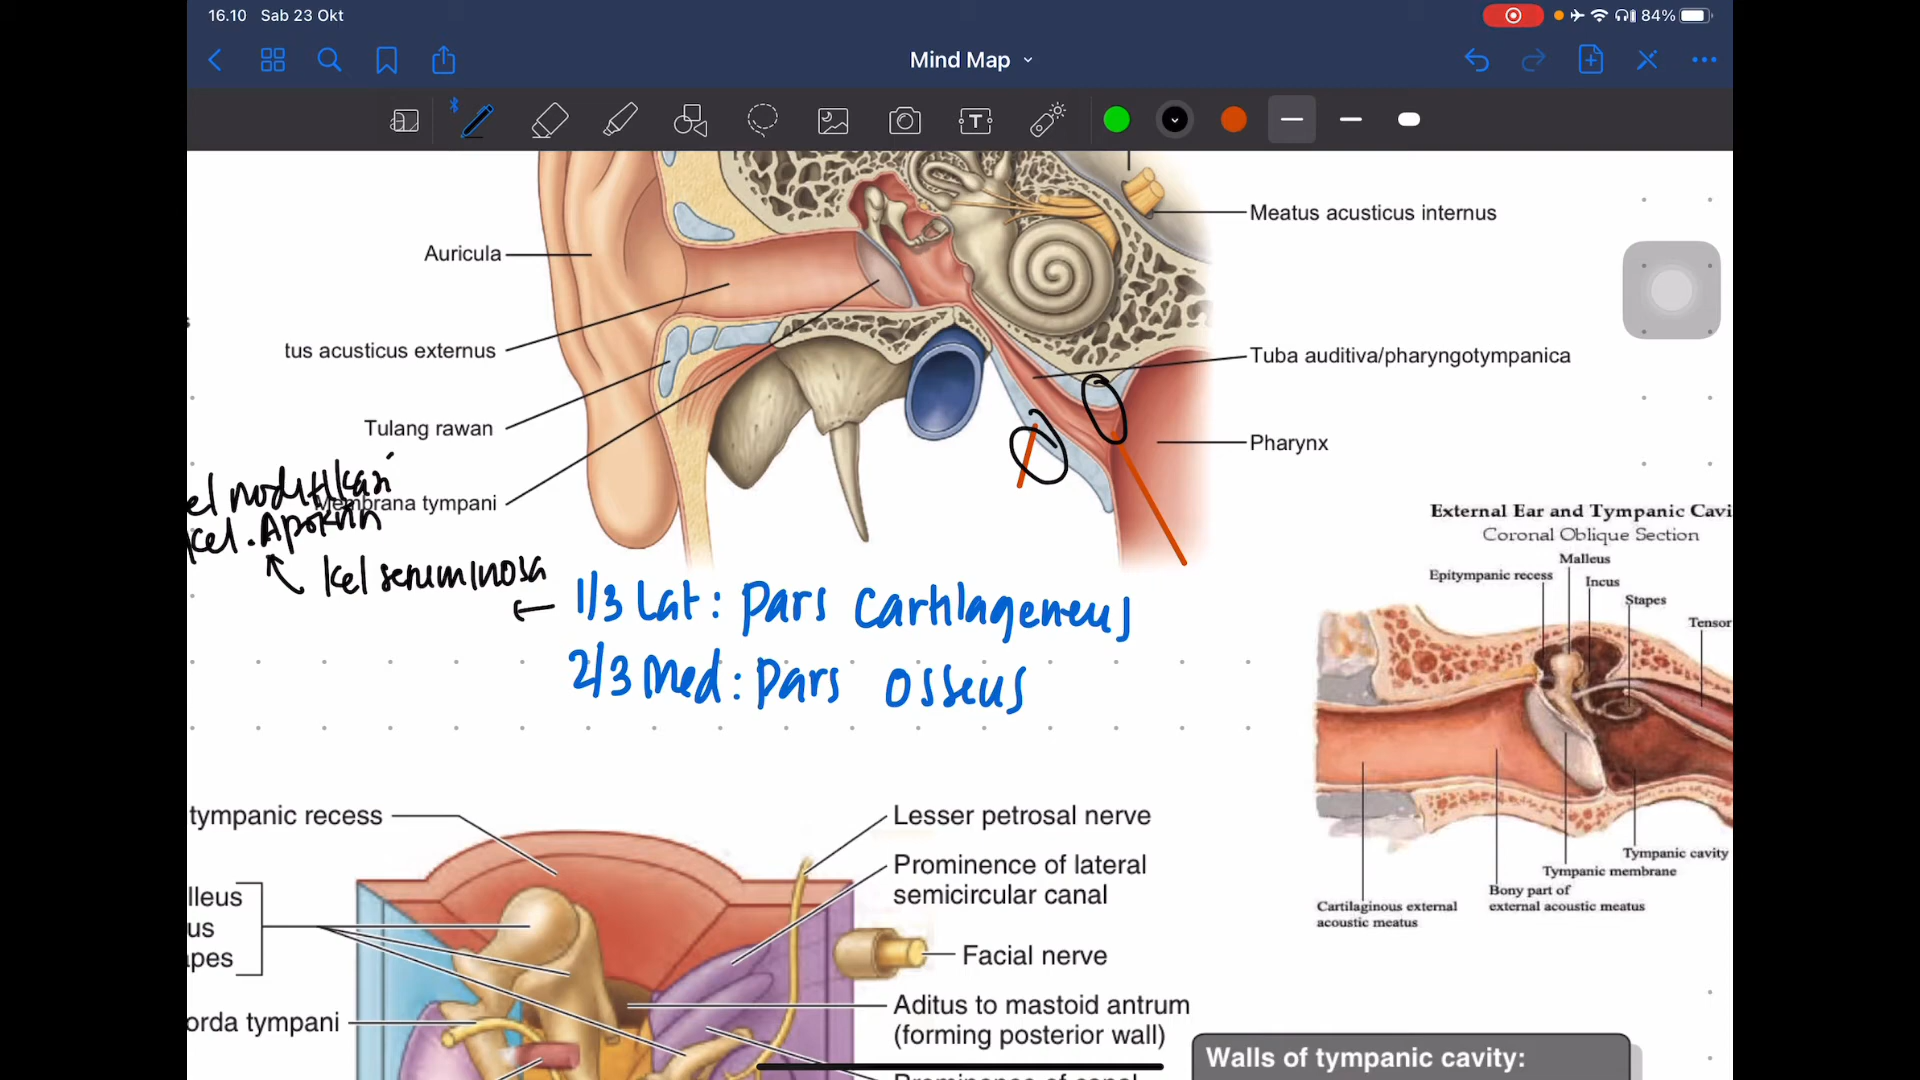 16.10 Sab 23 Okt
84%
Mind Map
T
Auricula
tus acusticus externus
Tulang rawan
Membrana tympani
Meatus acusticus internus
Tuba auditiva/pharyngotympanica
Pharynx
el modifikasi
kel. Apokrin
kel seruminosa
1/3 Lat : Pars Cartilageneus
2/3 Med : Pars Osseus
External Ear and Tympanic Cavi
Coronal Oblique Section
Malleus
Epitympanic recess
Incus
Stapes
Tensor
Tympanic cavity
Tympanic membrane
Bony part of
external acoustic meatus
Cartilaginous external
acoustic meatus
tympanic recess
lleus
us
apes
orda tympani
Lesser petrosal nerve
Prominence of lateral
semicircular canal
Facial nerve
Aditus to mastoid antrum
(forming posterior wall)
Prominence of canal
Walls of tympanic cavity: